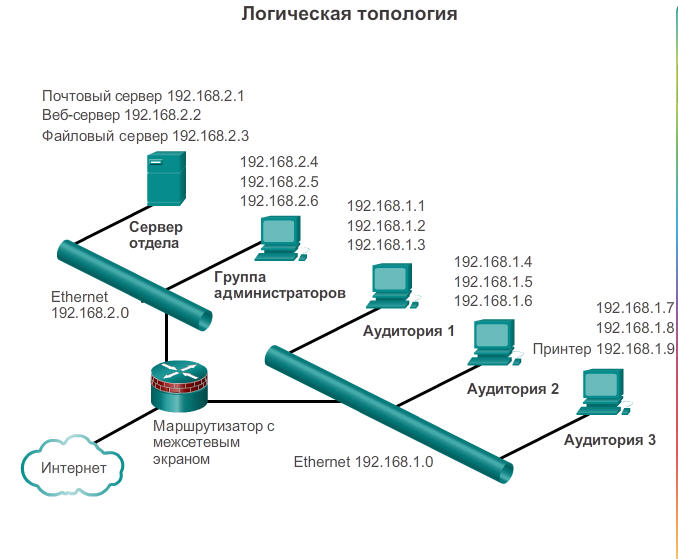 Логическая топология
Почтовый сервер 192.168.2.1
Веб-сервер 192.168.2.2
Файловый сервер 192.168.2.3
192.168.2.4
192.168.2.5
192.168.2.6
Сервер
отдела
Группа
администраторов
Ethernet
192.168.2.0
192.168.1.1
192.168.1.2
192.168.1.3
Аудитория 1
192.168.1.4
192.168.1.5
192.168.1.6
Аудитория 2
192.168.1.7
192.168.1.8
Принтер 192.168.1.9
Аудитория 3
Маршрутизатор с
межсетевым
экраном
Интернет
Ethernet 192.168.1.0